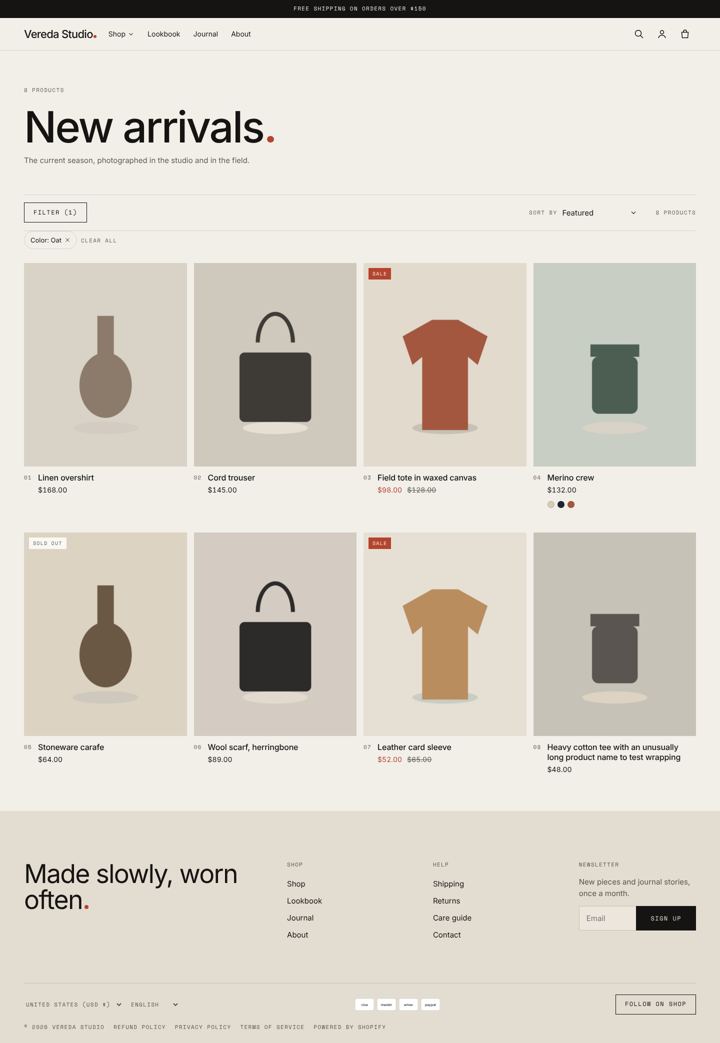 FREE SHIPPING ON ORDERS OVER $150
Vereda Studio.
Shop
Lookbook
Journal
About
8 PRODUCTS
New arrivals.
The current season, photographed in the studio and in the field.
FILTER (1)
SORT BY Featured
8 PRODUCTS
Color: Oat ×
CLEAR ALL
SALE
01 Linen overshirt
$168.00
02 Cord trouser
$145.00
03 Field tote in waxed canvas
$98.00 $128.00
04 Merino crew
$132.00
SOLD OUT
SALE
05 Stoneware carafe
$64.00
06 Wool scarf, herringbone
$89.00
07 Leather card sleeve
$52.00 $65.00
08 Heavy cotton tee with an unusually
long product name to test wrapping
$48.00
Made slowly, worn
often.
SHOP
Shop
Lookbook
Journal
About
HELP
Shipping
Returns
Care guide
Contact
NEWSLETTER
New pieces and journal stories,
once a month.
Email
SIGN UP
UNITED STATES (USD $)
ENGLISH
visa
amex
paypal
FOLLOW ON SHOP
© 2026 VEREDA STUDIO REFUND POLICY PRIVACY POLICY TERMS OF SERVICE POWERED BY SHOPIFY